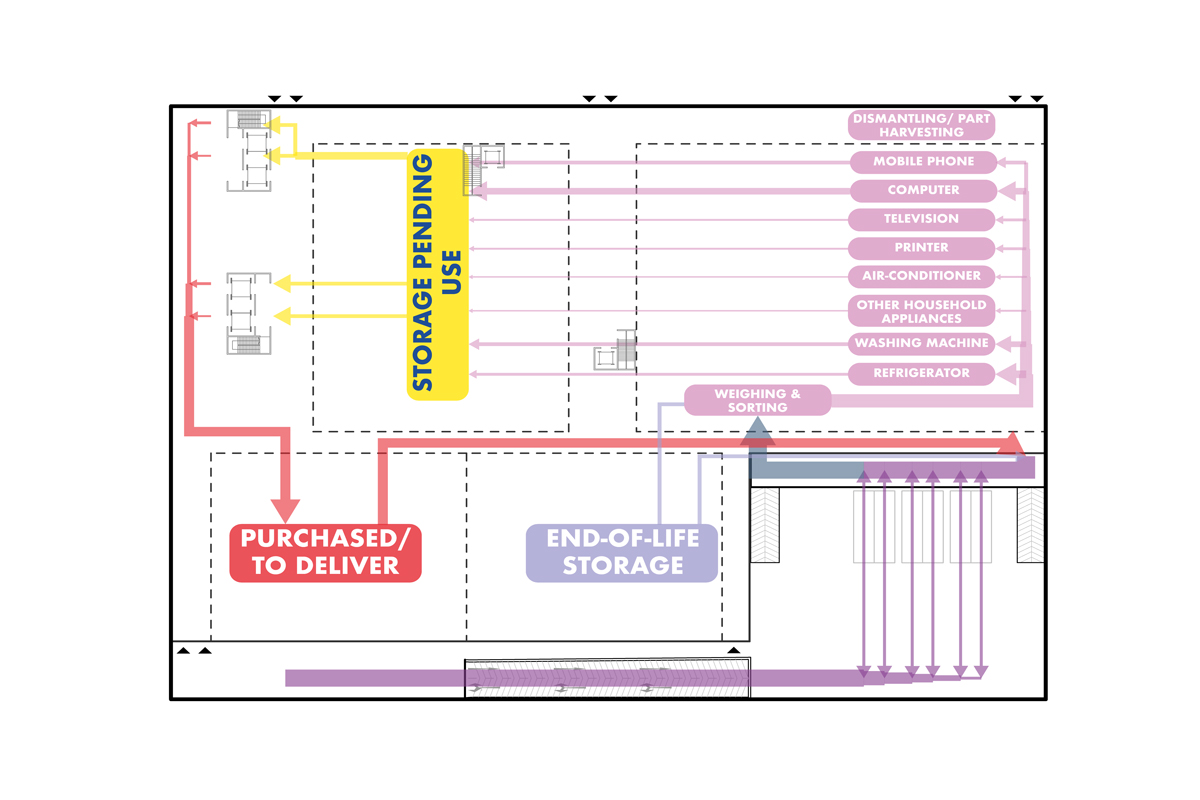 DISMANTLING/ PART
HARVESTING
MOBILE PHONE
COMPUTER
TELEVISION
PRINTER
AIR-CONDITIONER
OTHER HOUSEHOLD
APPLIANCES
WASHING MACHINE
REFRIGERATOR
WEIGHING &
SORTING
STORAGE PENDING
USE
PURCHASED/
TO DELIVER
END-OF-LIFE
STORAGE